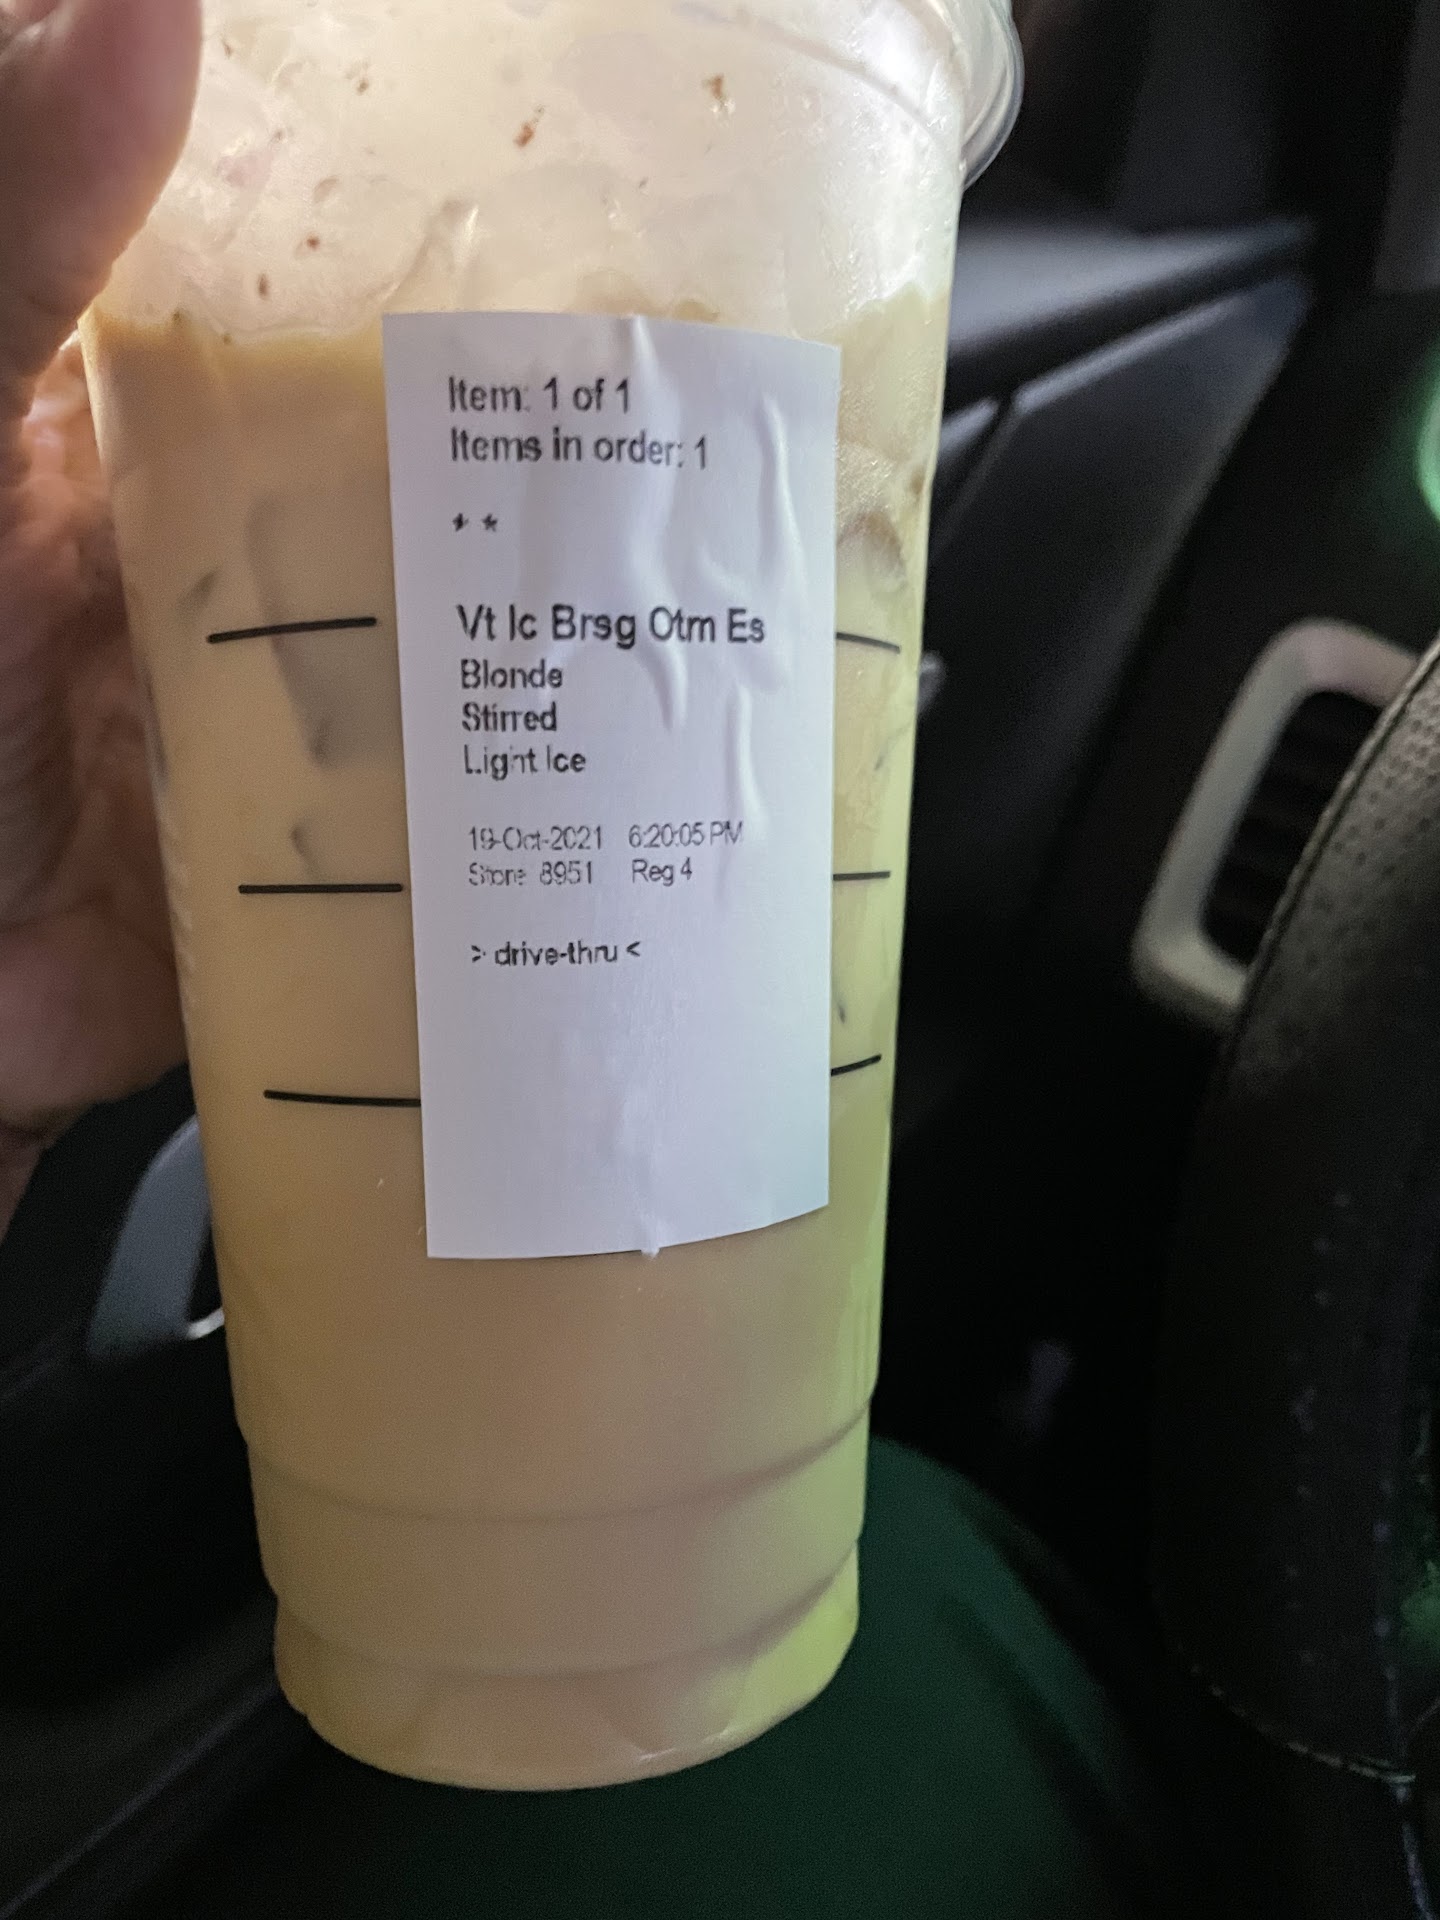 Item: 1 of 1
Items in order: 1
* *
Vt Ic Brsg Otm Es
Blonde
Stirred
Light Ice
19-Oct-2021 6:20:05 PM
Store 8951 Reg 4
> drive-thru <